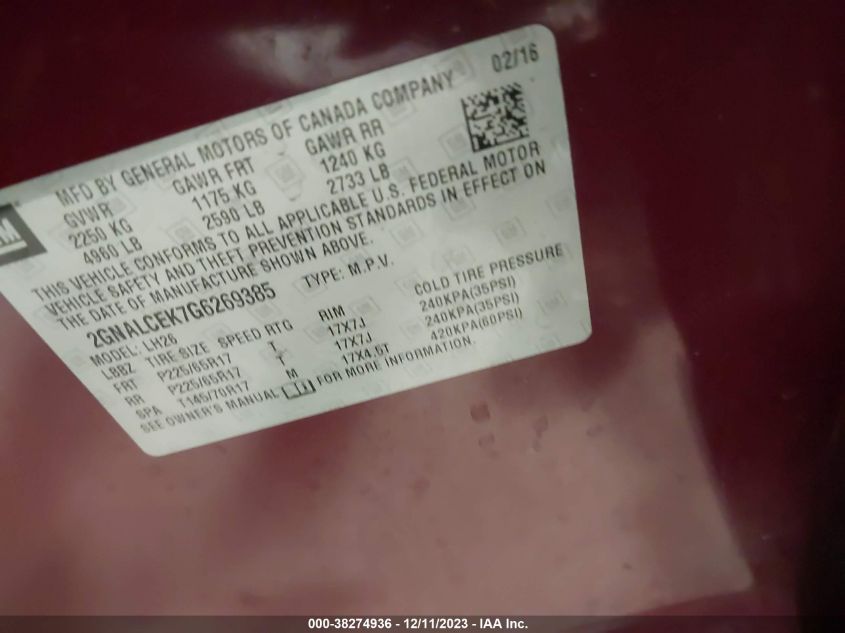 02/16
MFD BY GENERAL MOTORS OF CANADA COMPANY
GVWR GAWR FRT GAWR RR
2250 KG 1175 KG 1240 KG
4960 LB 2590 LB 2733 LB
THIS VEHICLE CONFORMS TO ALL APPLICABLE U.S. FEDERAL MOTOR
VEHICLE SAFETY AND THEFT PREVENTION STANDARDS IN EFFECT ON
THE DATE OF MANUFACTURE SHOWN ABOVE.
2GNALCEK7G6269385 TYPE: M.P.V.
MODEL: LH26
LBBZ TIRE SIZE SPEED RTG RIM COLD TIRE PRESSURE
FRT P225/65R17 T 17X7J 240KPA(35PSI)
RR P225/65R17 T 17X7J 240KPA(35PSI)
SPA T145/70R17 M 17X4.5T 420KPA(60PSI)
SEE OWNER'S MANUAL FOR MORE INFORMATION.
000-38274936 - 12/11/2023 - IAA Inc.